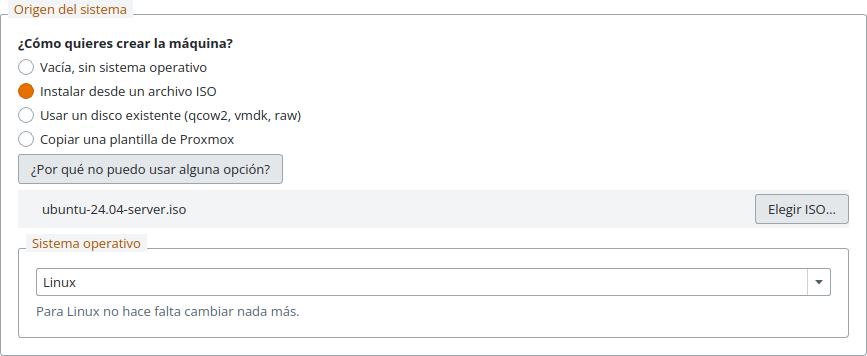 Origen del sistema
¿Cómo quieres crear la máquina?
Vacía, sin sistema operativo
Instalar desde un archivo ISO
Usar un disco existente (qcow2, vmdk, raw)
Copiar una plantilla de Proxmox
¿Por qué no puedo usar alguna opción?
ubuntu-24.04-server.iso
Elegir ISO...
Sistema operativo
Linux
Para Linux no hace falta cambiar nada más.